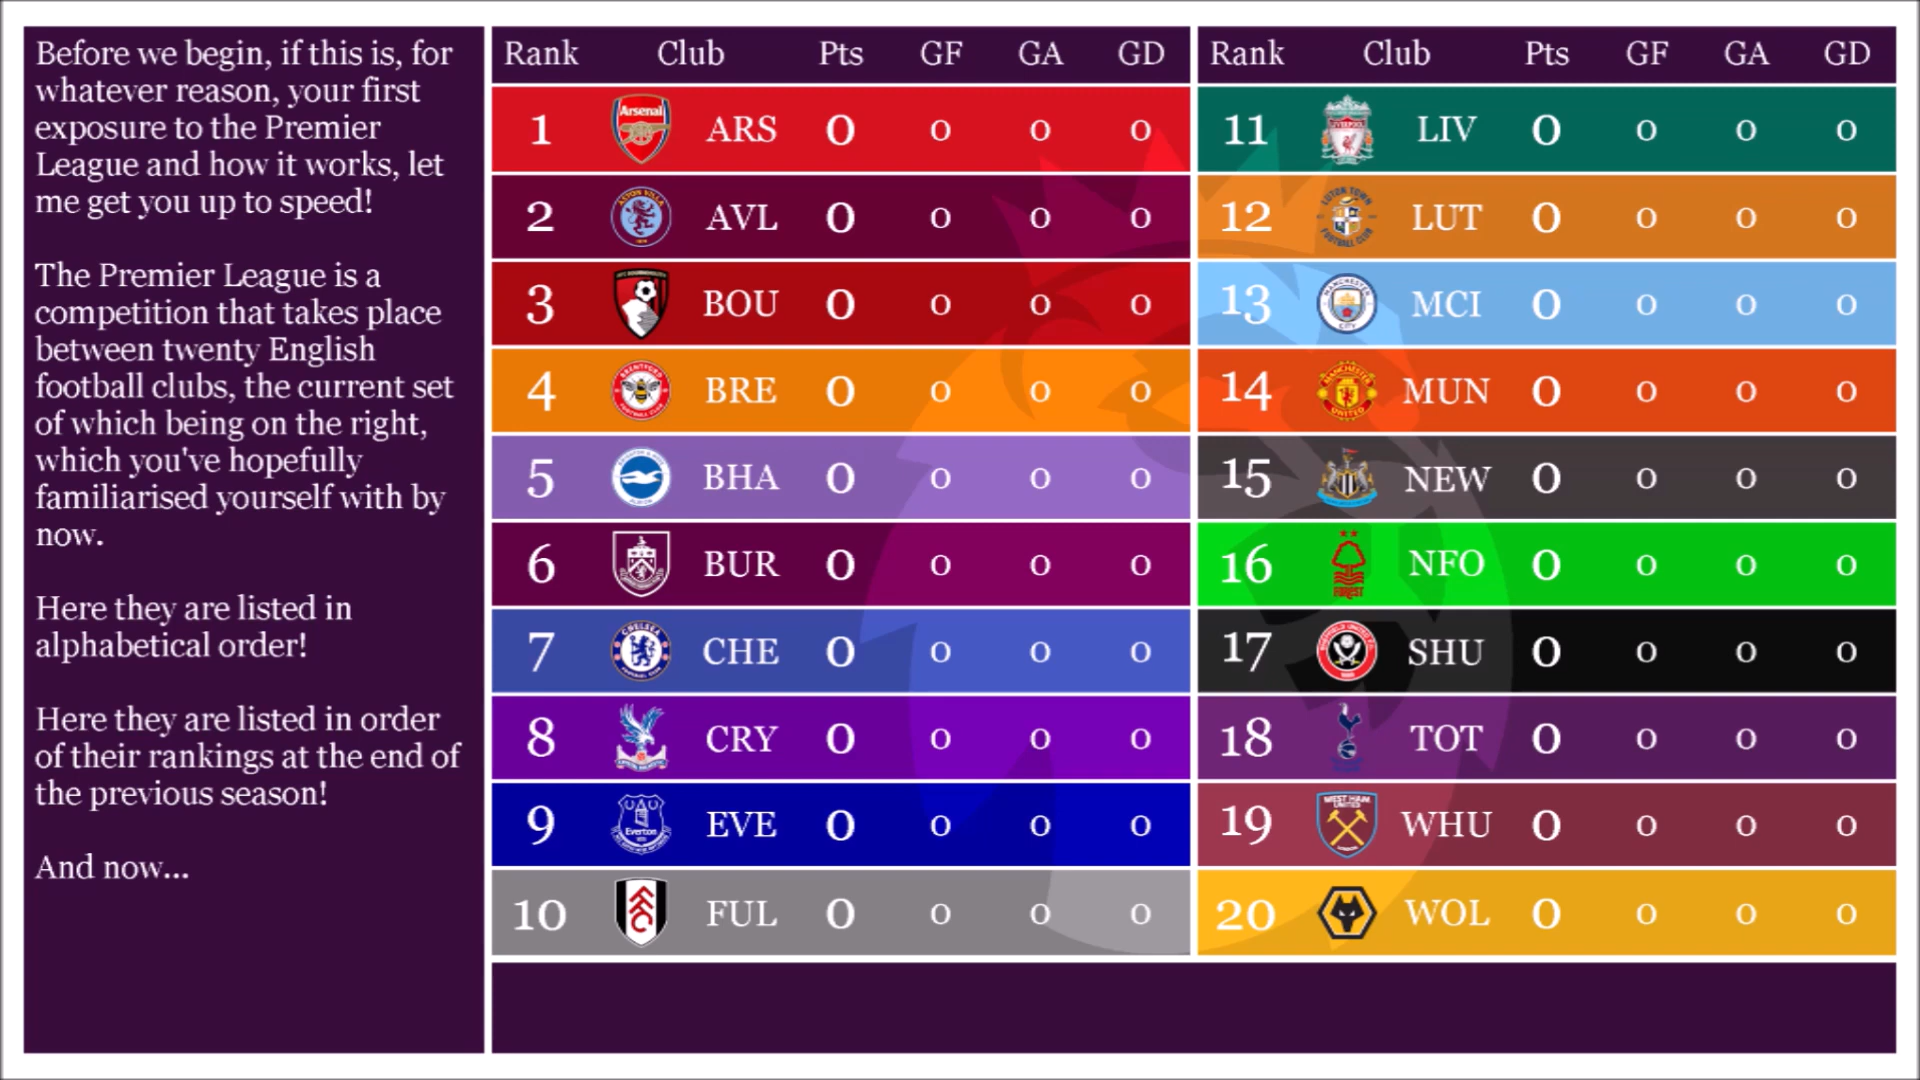 Before we begin, if this is, for
whatever reason, your first
exposure to the Premier
League and how it works, let
me get you up to speed!
The Premier League is a
competition that takes place
between twenty English
football clubs, the current set
of which being on the right,
which you've hopefully
familiarised yourself with by
now.
Here they are listed in
alphabetical order!
Here they are listed in order
of their rankings at the end of
the previous season!
And now...
Rank Club Pts GF GA GD
1 Arsenal ARS 0 0 0 0
2 AVL 0 0 0 0
3 BOU 0 0 0 0
4 BRE 0 0 0 0
5 BHA 0 0 0 0
6 BUR 0 0 0 0
7 CHE 0 0 0 0
8 CRY 0 0 0 0
9 Everton EVE 0 0 0 0
10 FUL 0 0 0 0
Rank Club Pts GF GA GD
11 LIV 0 0 0 0
12 LUT 0 0 0 0
13 MCI 0 0 0 0
14 MUN 0 0 0 0
15 NEW 0 0 0 0
16 FOREST NFO 0 0 0 0
17 SHU 0 0 0 0
18 TOT 0 0 0 0
19 WEST HAM UNITED WHU 0 0 0 0
20 WOL 0 0 0 0